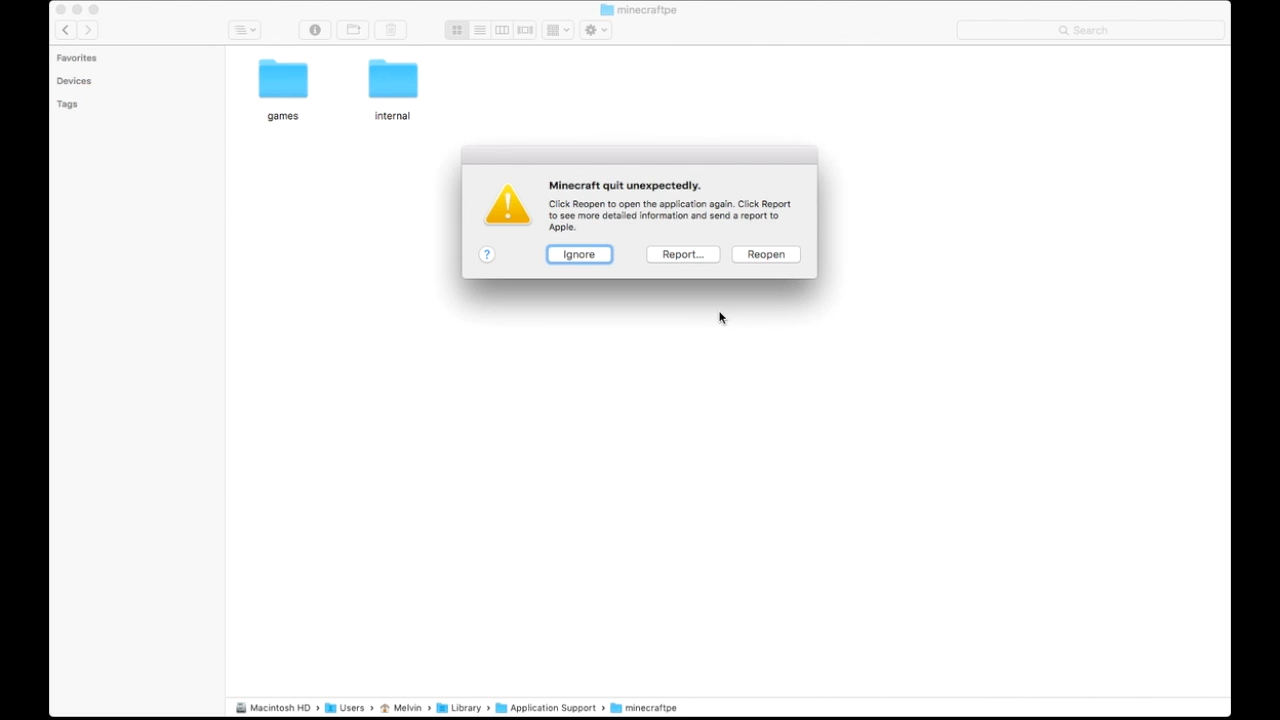 minecraftpe
Search
Favorites
Devices
Tags
games
internal
Minecraft quit unexpectedly.
Click Reopen to open the application again. Click Report
to see more detailed information and send a report to
Apple.
?
Ignore
Report...
Reopen
Macintosh HD › Users › Melvin › Library › Application Support › minecraftpe